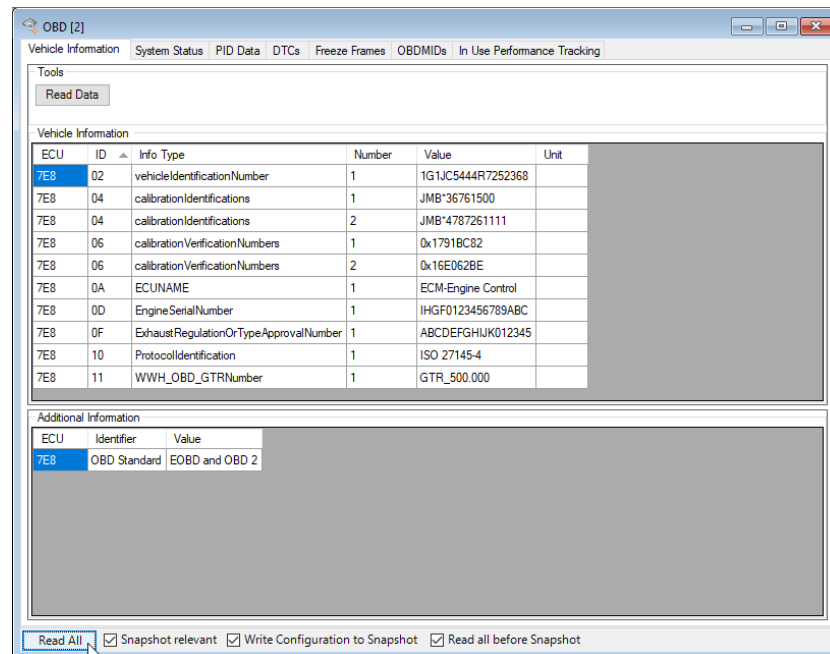 OBD [2]
Vehicle Information System Status PID Data DTCs Freeze Frames OBDMIDs In Use Performance Tracking
Tools
Read Data
Vehicle Information
ECU ID Info Type Number Value Unit
7E8 02 vehicleIdentificationNumber 1 1G1JC5444R7252368
7E8 04 calibrationIdentifications 1 JMB*36761500
7E8 04 calibrationIdentifications 2 JMB*4787261111
7E8 06 calibrationVerificationNumbers 1 0x1791BC82
7E8 06 calibrationVerificationNumbers 2 0x16E062BE
7E8 0A ECUNAME 1 ECM-Engine Control
7E8 0D EngineSerialNumber 1 IHGF0123456789ABC
7E8 0F ExhaustRegulationOrTypeApprovalNumber 1 ABCDEFGHIJK012345
7E8 10 ProtocolIdentification 1 ISO 27145-4
7E8 11 WWH_OBD_GTRNumber 1 GTR_500.000
Additional Information
ECU Identifier Value
7E8 OBD Standard EOBD and OBD 2
Read All Snapshot relevant Write Configuration to Snapshot Read all before Snapshot